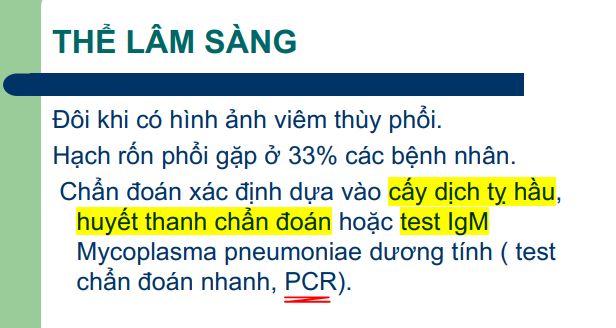 THỂ LÂM SÀNG
Đôi khi có hình ảnh viêm thùy phổi.
Hạch rốn phổi gặp ở 33% các bệnh nhân.
Chẩn đoán xác định dựa vào cấy dịch tỵ hầu,
huyết thanh chẩn đoán hoặc test IgM
Mycoplasma pneumoniae dương tính ( test
chẩn đoán nhanh, PCR).